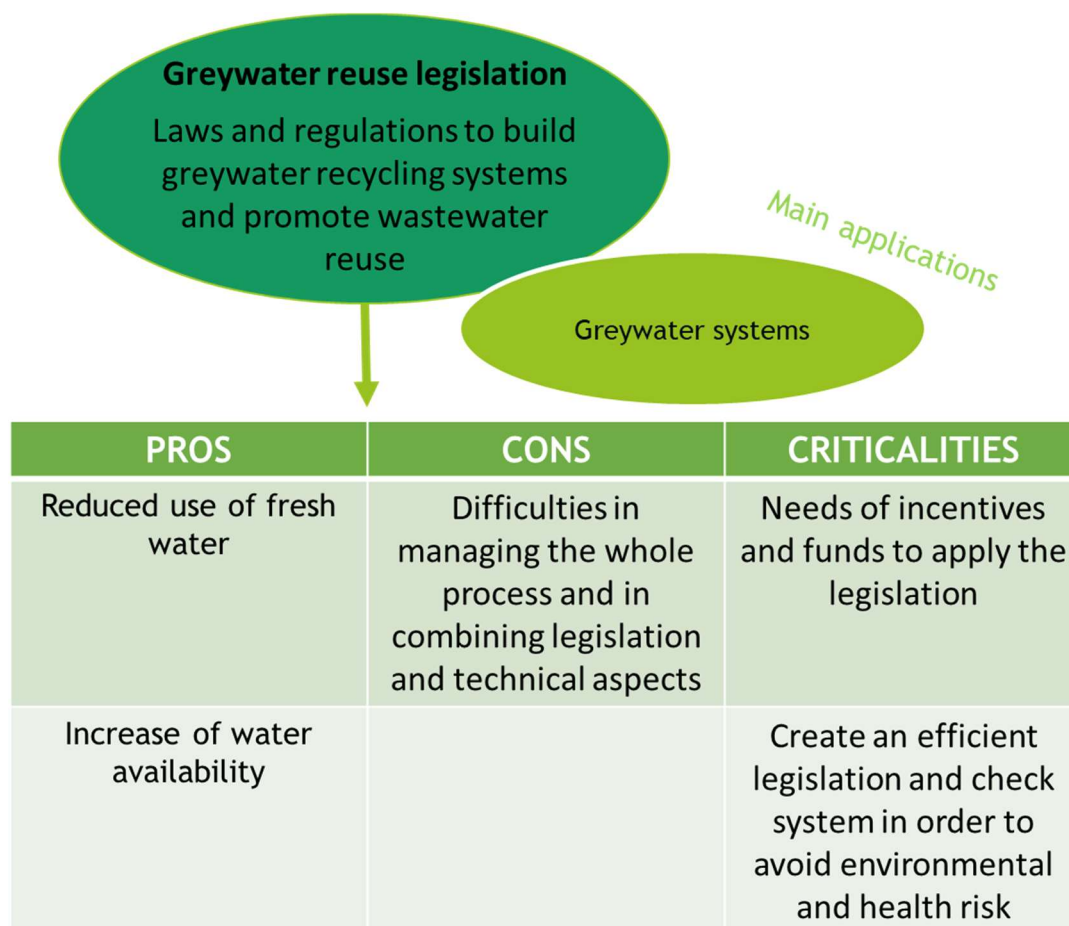 Greywater reuse legislation
Laws and regulations to build
greywater recycling systems
and promote wastewater
reuse
Main applications
Greywater systems
PROS
CONS
CRITICALITIES
Reduced use of fresh
water
Difficulties in
managing the whole
process and in
combining legislation
and technical aspects
Needs of incentives
and funds to apply the
legislation
Increase of water
availability
Create an efficient
legislation and check
system in order to
avoid environmental
and health risk